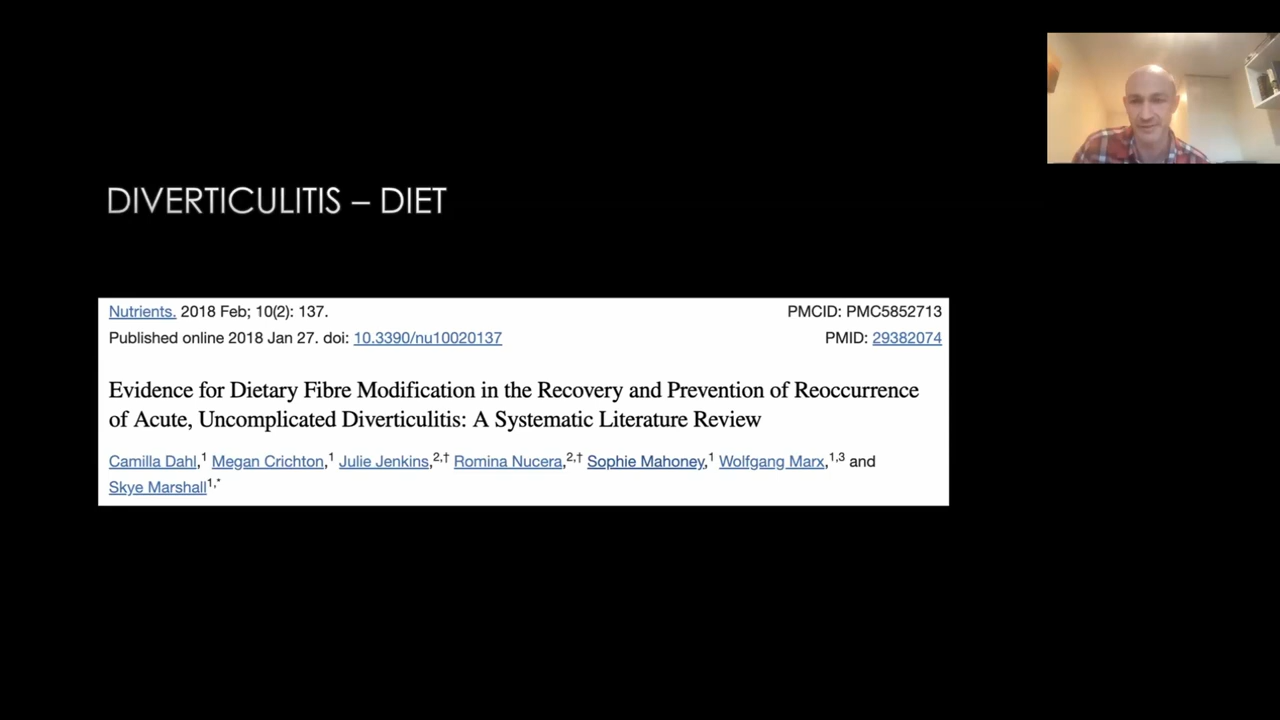 DIVERTICULITIS – DIET
Nutrients. 2018 Feb; 10(2): 137.
PMCID: PMC5852713
Published online 2018 Jan 27. doi: 10.3390/nu10020137
PMID: 29382074
Evidence for Dietary Fibre Modification in the Recovery and Prevention of Reoccurrence
of Acute, Uncomplicated Diverticulitis: A Systematic Literature Review
Camilla Dahl,1 Megan Crichton,1 Julie Jenkins,2,† Romina Nucera,2,† Sophie Mahoney,1 Wolfgang Marx,1,3 and
Skye Marshall1,*